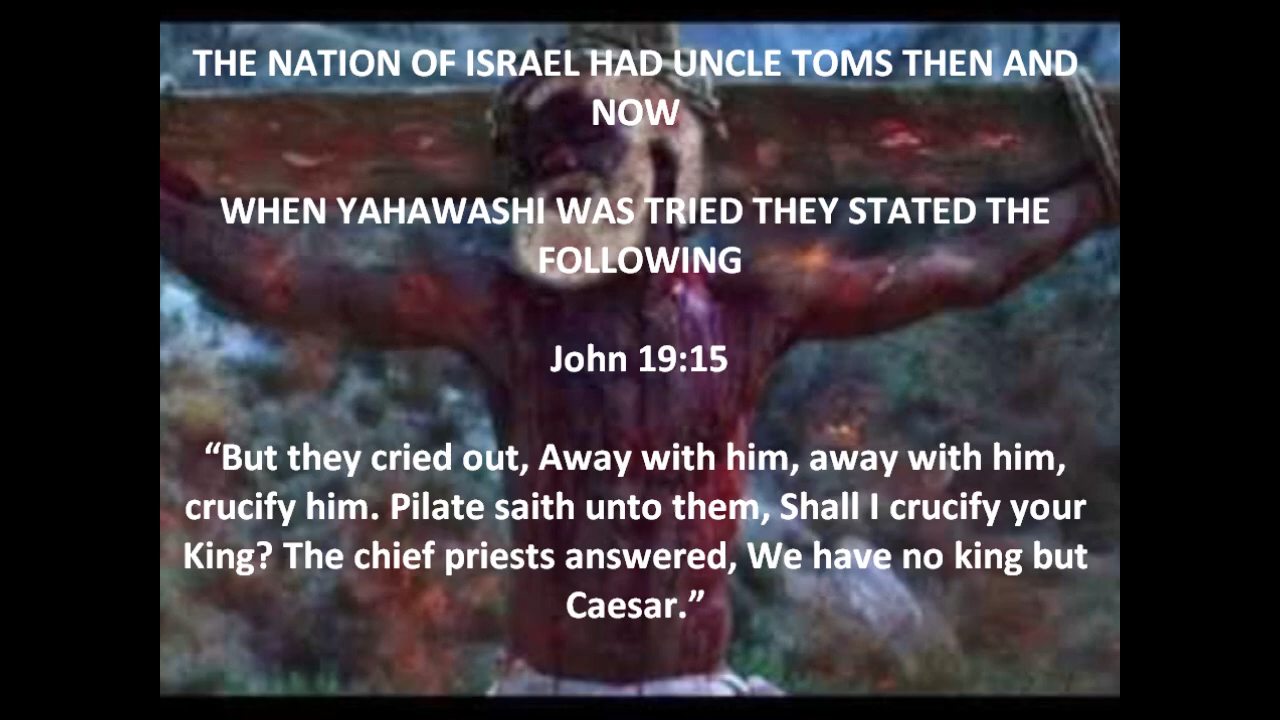 THE NATION OF ISRAEL HAD UNCLE TOMS THEN AND
NOW
WHEN YAHAWASHI WAS TRIED THEY STATED THE
FOLLOWING
John 19:15
“But they cried out, Away with him, away with him,
crucify him. Pilate saith unto them, Shall I crucify your
King? The chief priests answered, We have no king but
Caesar.”